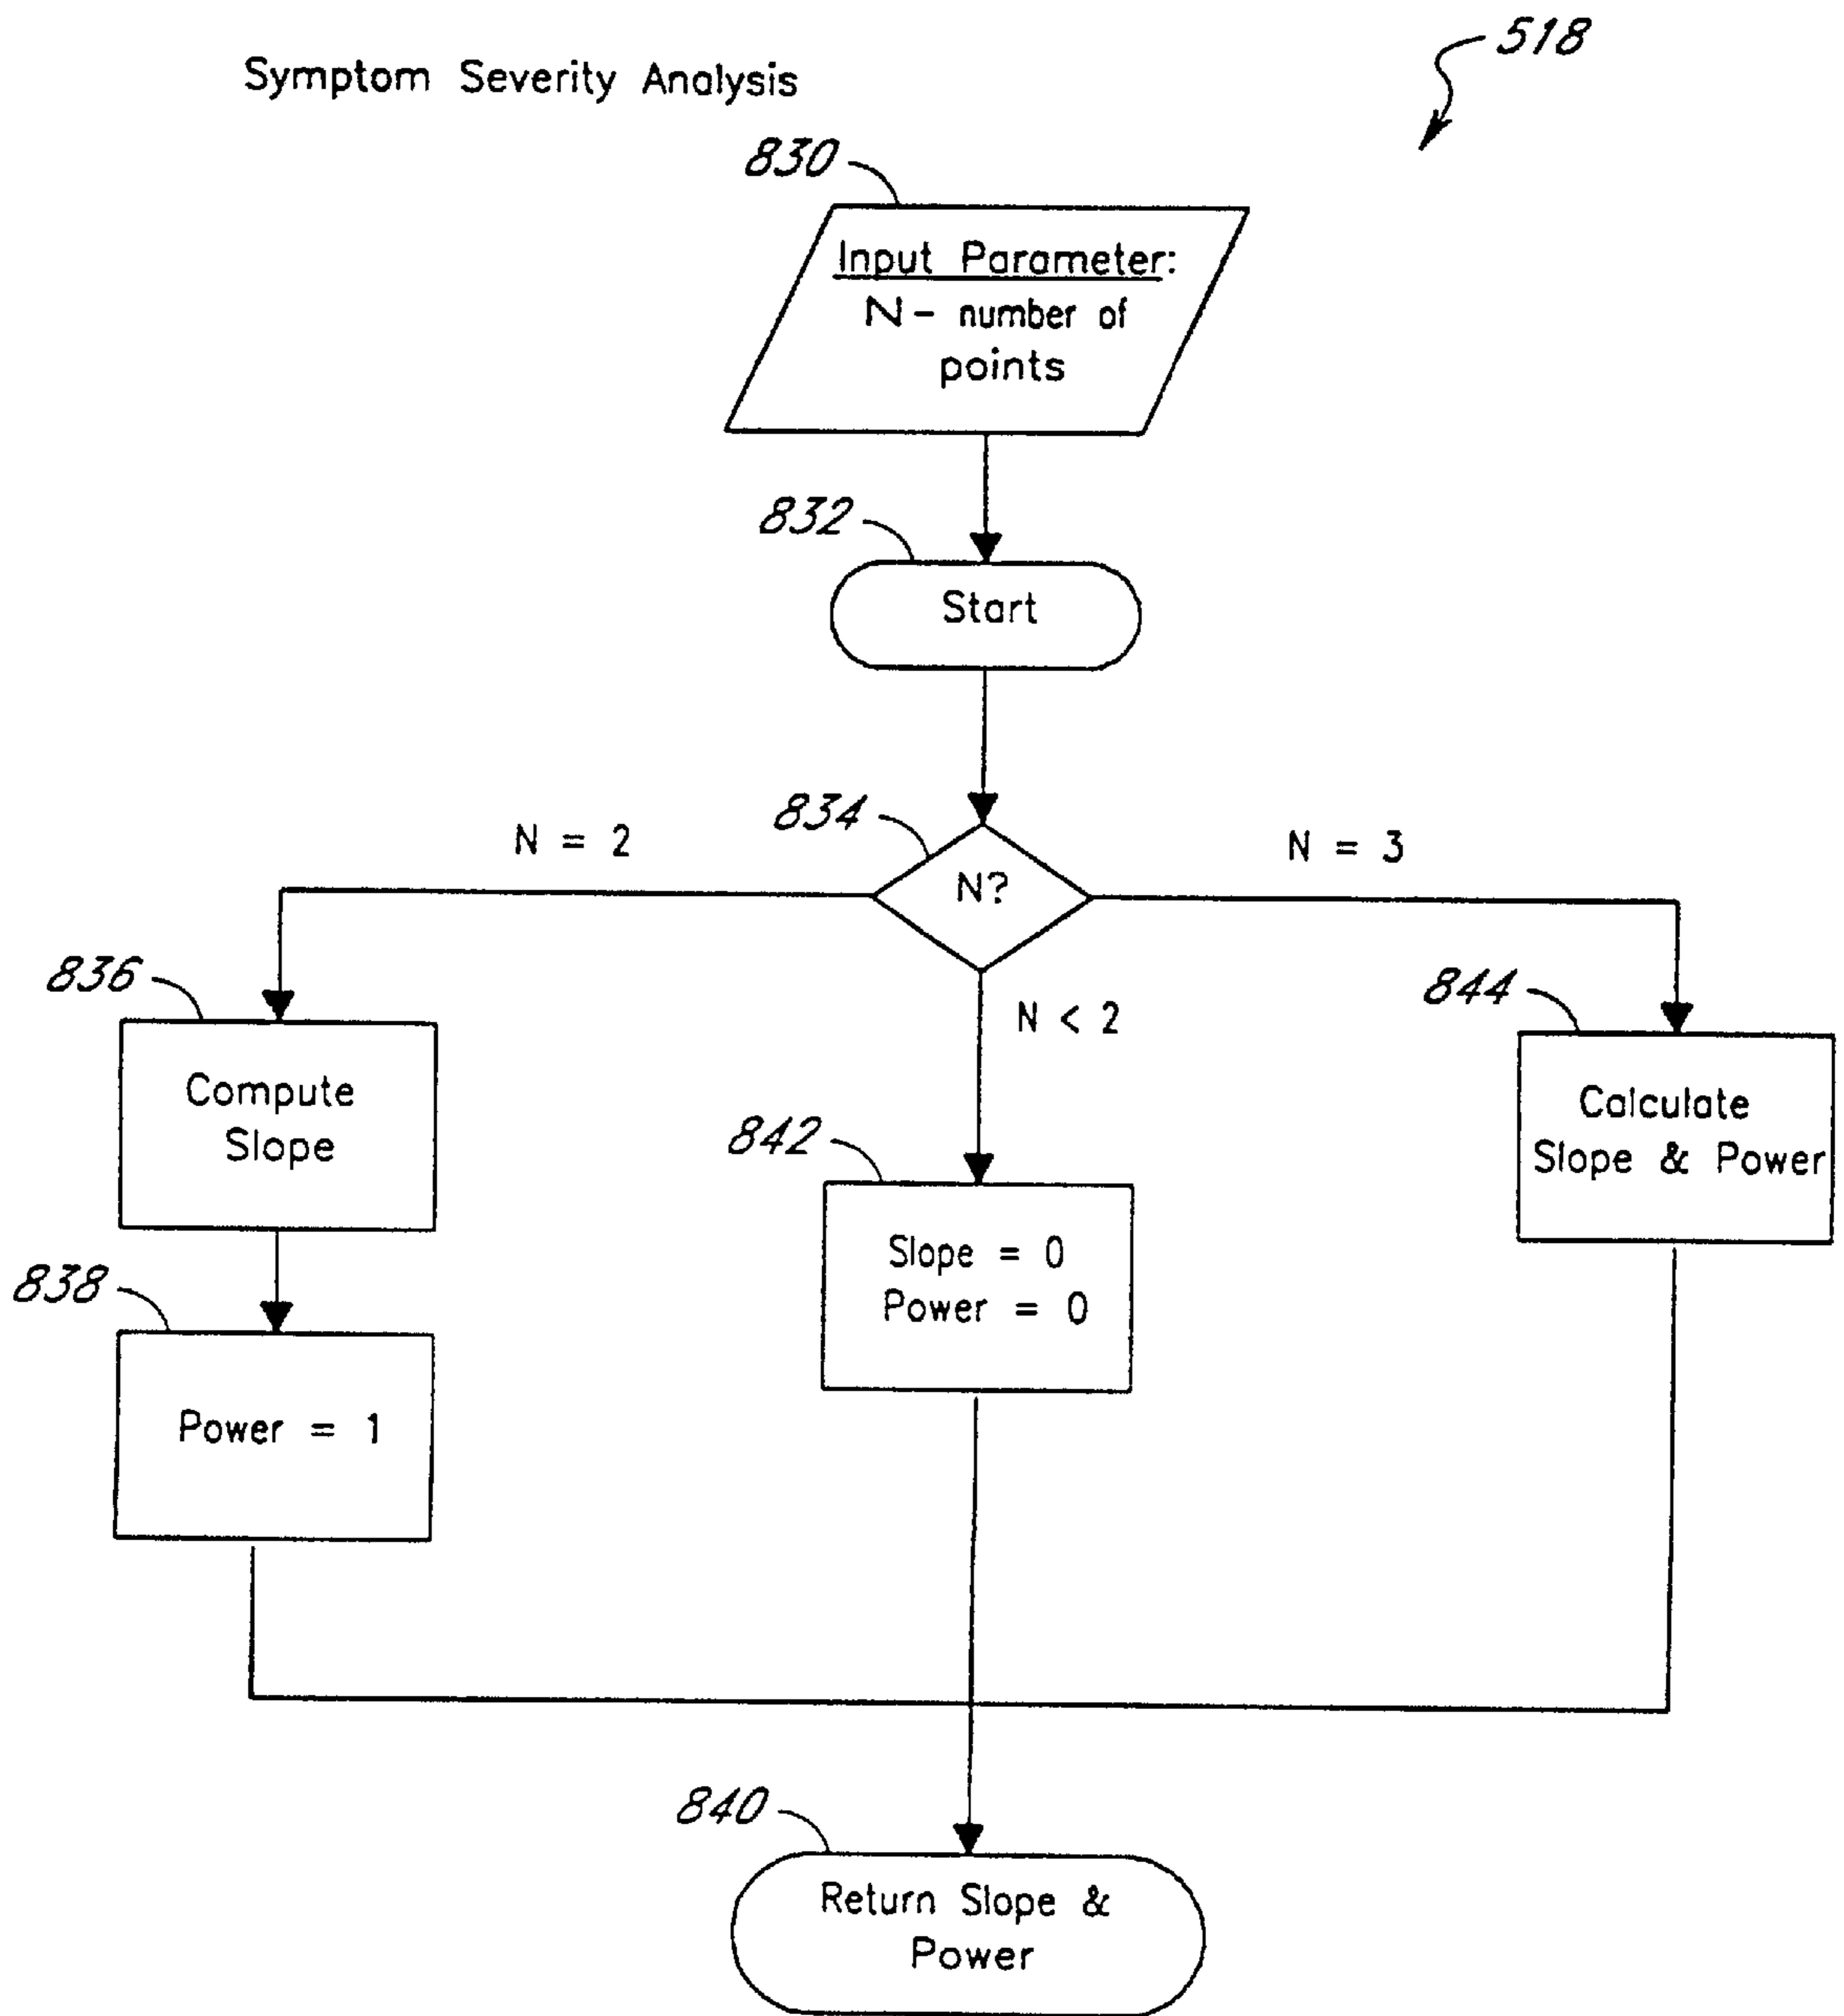 518
Symptom Severity Analysis
830
Input Parameter:
N - number of
points
832
Start
834
N = 2
N?
N = 3
836
N < 2
844
Compute
Slope
842
Calculate
Slope & Power
838
Slope = 0
Power = 0
Power = 1
840
Return Slope &
Power